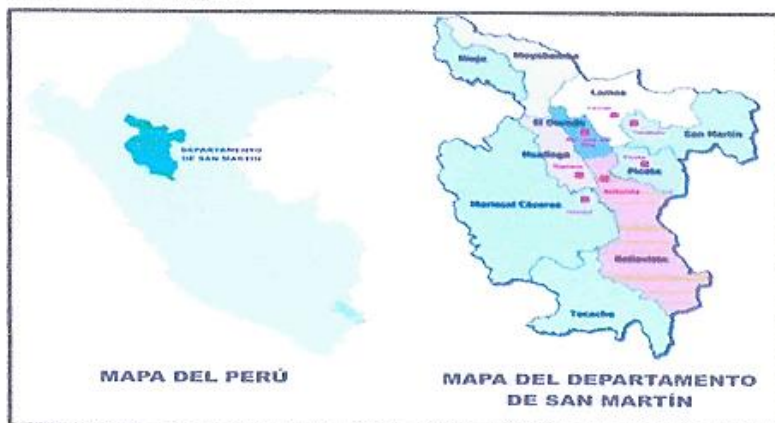 DEPARTAMENTO
DE SAN MARTÍN
MAPA DEL PERÚ
Rioja
Moyobamba
Lamas
El Dorado
San Martín
Huallaga
Picota
Mariscal Cáceres
Bellavista
Tocache
MAPA DEL DEPARTAMENTO
DE SAN MARTÍN